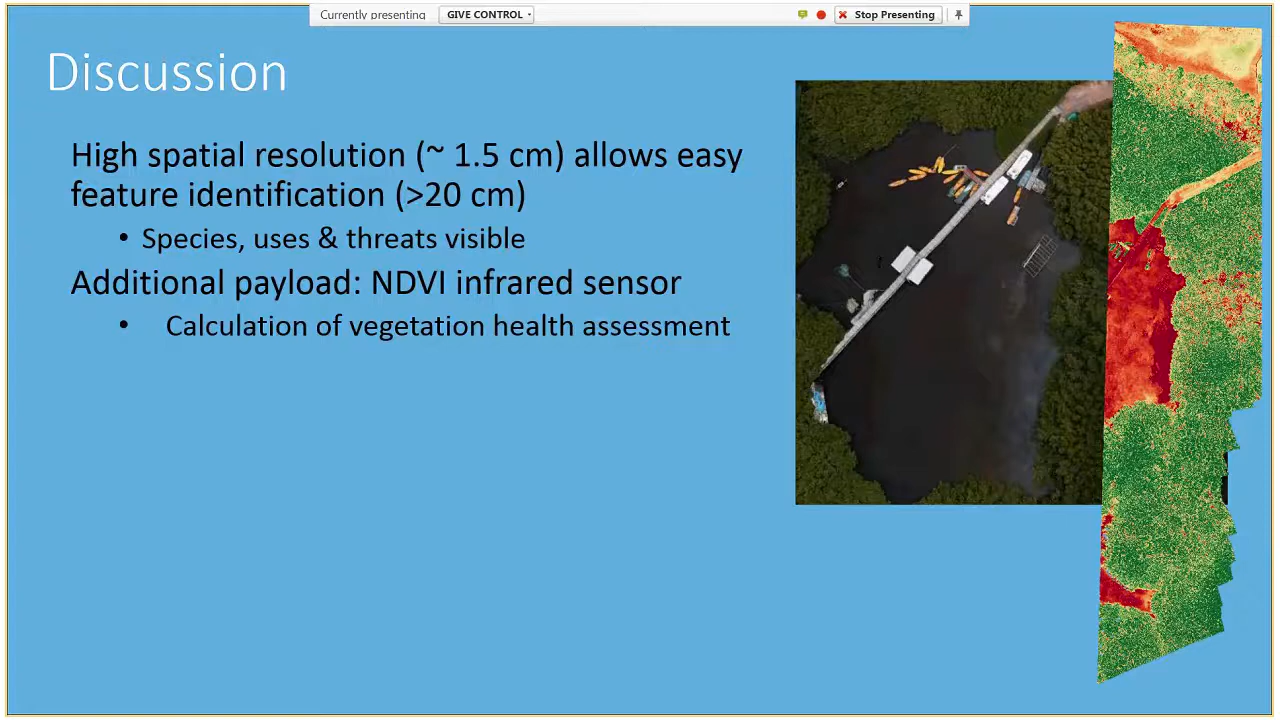 Currently presenting GIVE CONTROL Stop Presenting
Discussion
High spatial resolution (~ 1.5 cm) allows easy
feature identification (>20 cm)
• Species, uses & threats visible
Additional payload: NDVI infrared sensor
• Calculation of vegetation health assessment